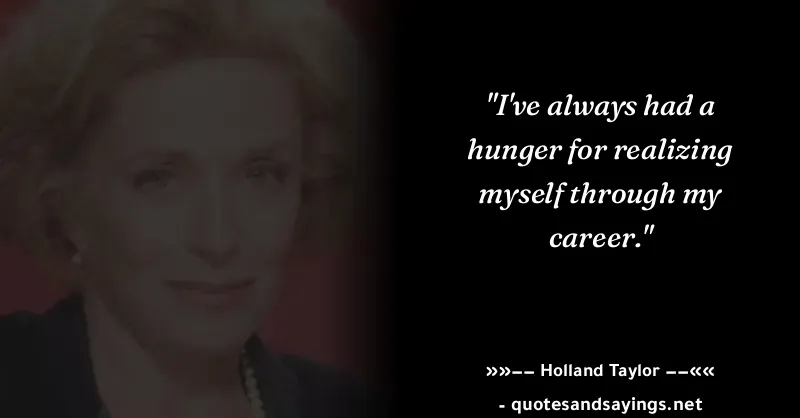 "I've always had a
hunger for realizing
myself through my
career."
»»−− Holland Taylor −−««
- quotesandsayings.net